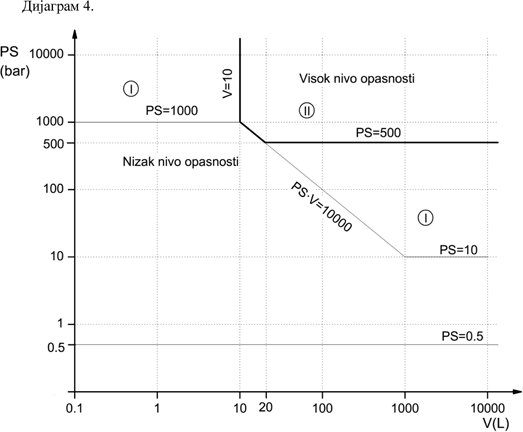 Дијаграм 4.
PS
(bar)
10000
1000
500
100
10
1
0.5
V=10
Visok nivo opasnosti
I
II
PS=1000
PS=500
Nizak nivo opasnosti
PS·V=10000
I
PS=10
PS=0.5
0.1 1 10 20 100 1000 10000
V(L)